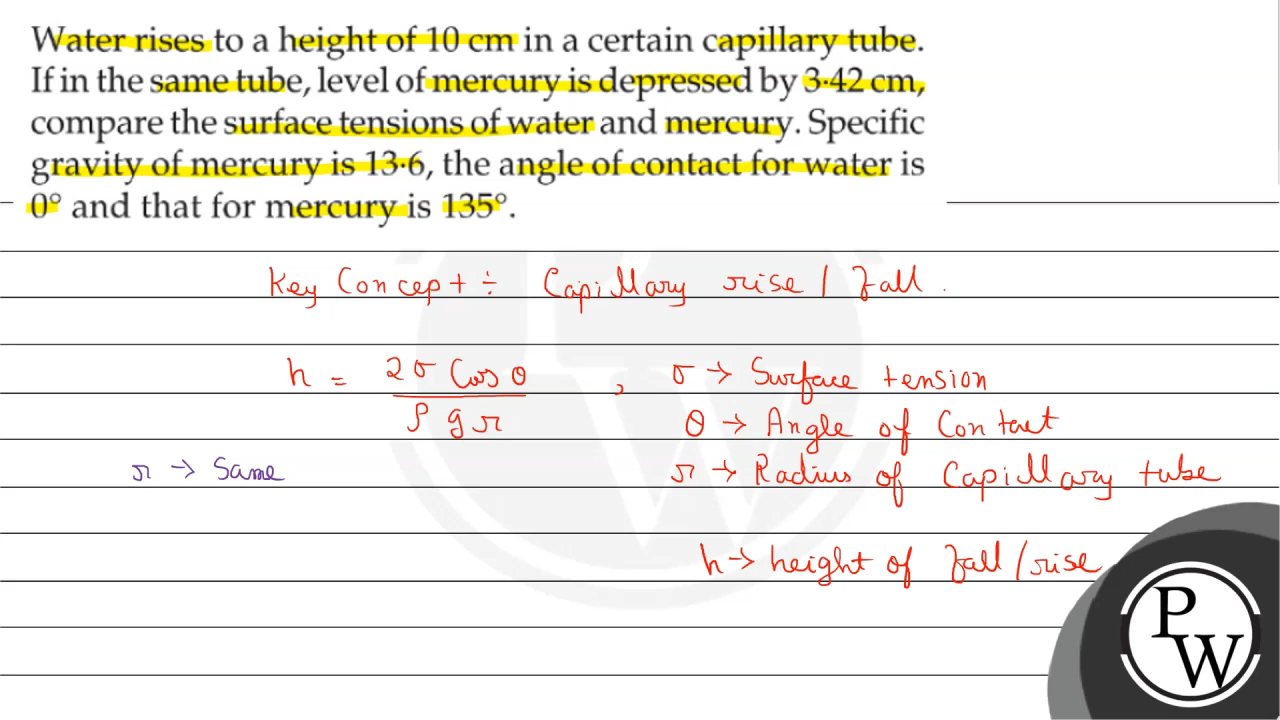 Water rises to a height of 10 cm in a certain capillary tube.
If in the same tube, level of mercury is depressed by 3·42 cm,
compare the surface tensions of water and mercury. Specific
gravity of mercury is 13·6, the angle of contact for water is
0° and that for mercury is 135°.
Key Concept ÷ Capillary rise / fall .
h = 2σ Cos θ / ρ g r , σ → Surface tension
θ → Angle of Contact
r → Same
r → Radius of Capillary tube
h → height of fall / rise
P
W